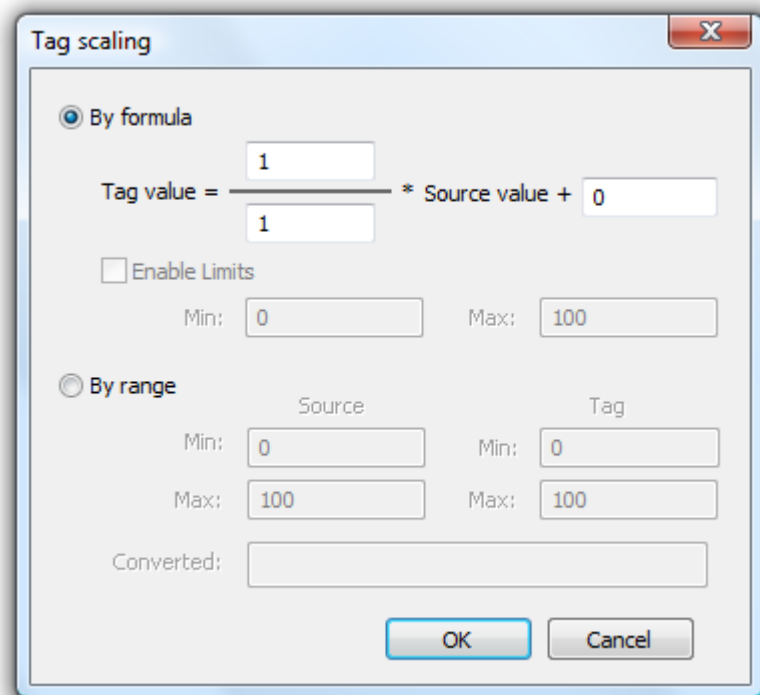 Tag scaling
By formula
1
Tag value = * Source value + 0
1
Enable Limits
Min: 0 Max: 100
By range
Source Tag
Min: 0 Min: 0
Max: 100 Max: 100
Converted:
OK Cancel